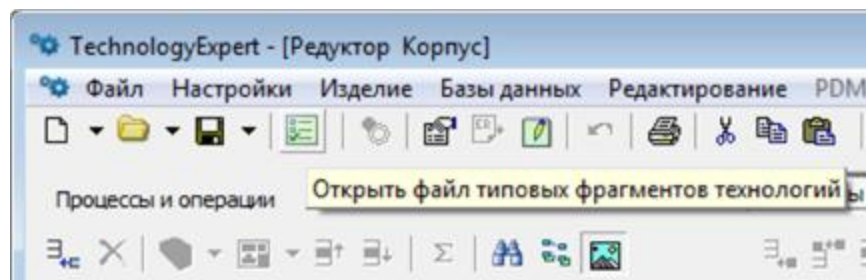 TechnologyExpert - [Редуктор Корпус]
Файл Настройки Изделие Базы данных Редактирование PDM
Процессы и операции
Открыть файл типовых фрагментов технологий